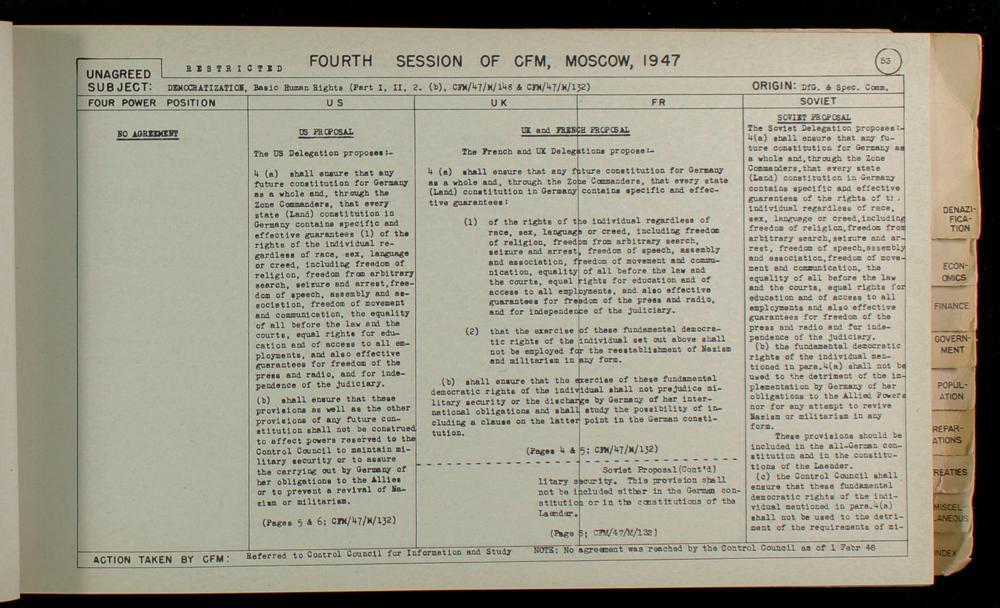 53
UNAGREED
RESTRICTED
FOURTH SESSION OF CFM, MOSCOW, 1947
SUBJECT: DEMOCRATIZATION, Basic Human Rights (Part I, II, 2. (b), CFM/47/M/148 & CFM/47/M/132)
ORIGIN: DfG. & Spec. Comm.
FOUR POWER POSITION
US
UK
FR
SOVIET
NO AGREEMENT
US PROPOSAL
The US Delegation proposes:-
4 (a) shall ensure that any
future constitution for Germany
as a whole and, through the
Zone Commanders, that every
state (Land) constitution in
Germany contains specific and
effective guarantees (1) of the
rights of the individual re-
gardless of race, sex, language
or creed, including freedom of
religion, freedom from arbitrary
search, seizure and arrest,free-
dom of speech, assembly and as-
sociation, freedom of movement
and communication, the equality
of all before the law and the
courts, equal rights for edu-
cation and of access to all em-
ployments, and also effective
guarantees for freedom of the
press and radio, and for inde-
pendence of the judiciary.
(b) shall ensure that these
provisions as well as the other
provisions of any future con-
stitution shall not be construed
to affect powers reserved to the
Control Council to maintain mi-
litary security or to assure
the carrying out by Germany of
her obligations to the Allies
or to prevent a revival of Na-
zism or militarism.
(Pages 5 & 6; CFM/47/M/132)
UK and FRENCH PROPOSAL
The French and UK Delegations propose:-
4 (a) shall ensure that any future constitution for Germany
as a whole and, through the Zone Commanders, that every state
(Land) constitution in Germany contains specific and effec-
tive guarantees:
(1) of the rights of the individual regardless of
race, sex, language or creed, including freedom
of religion, freedom from arbitrary search,
seizure and arrest, freedom of speech, assembly
and association, freedom of movement and commu-
nication, equality of all before the law and
the courts, equal rights for education and of
access to all employments, and also effective
guarantees for freedom of the press and radio,
and for independence of the judiciary.
(2) that the exercise of these fundamental democra-
tic rights of the individual set out above shall
not be employed for the reestablishment of Nazism
and militarism in any form.
(b) shall ensure that the exercise of these fundamental
democratic rights of the individual shall not prejudice mi-
litary security or the discharge by Germany of her inter-
national obligations and shall study the possibility of in-
cluding a clause on the latter point in the German consti-
tution.
(Pages 4 & 5; CFM/47/M/132)
Soviet Proposal(Cont'd)
litary security. This provision shall
not be included either in the German con-
stitution or in the constitutions of the
Laender.
(Page 5; CFM/47/M/132)
SOVIET PROPOSAL
The Soviet Delegation proposes:-
4(a) shall ensure that any fu-
ture constitution for Germany as
a whole and,through the Zone
Commanders,that every state
(Land) constitution in Germany
contains specific and effective
guarantees of the rights of the
individual regardless of race,
sex, language or creed,including
freedom of religion,freedom from
arbitrary search,seizure and ar-
rest, freedom of speech,assembly
and association,freedom of move-
ment and communication, the
equality of all before the law
and the courts, equal rights for
education and of access to all
employments and also effective
guarantees for freedom of the
press and radio and for inde-
pendence of the judiciary.
(b) the fundamental democratic
rights of the individual men-
tioned in para.4(a) shall not be
used to the detriment of the im-
plementation by Germany of her
obligations to the Allied Powers
nor for any attempt to revive
Nazism or militarism in any
form.
These provisions should be
included in the all-German con-
stitution and in the constitu-
tions of the Laender.
(c) the Control Council shall
ensure that these fundamental
democratic rights of the indi-
vidual mentioned in para.4(a)
shall not be used to the detri-
ment of the requirements of mi-
ACTION TAKEN BY CFM: Referred to Control Council for Information and Study NOTE: No agreement was reached by the Control Council as of 1 Febr 48
DENAZI-
FICA-
TION
ECON-
OMICS
FINANCE
GOVERN-
MENT
POPUL-
ATION
REPAR-
ATIONS
REATIES
MISCEL-
LANEOUS
INDEX